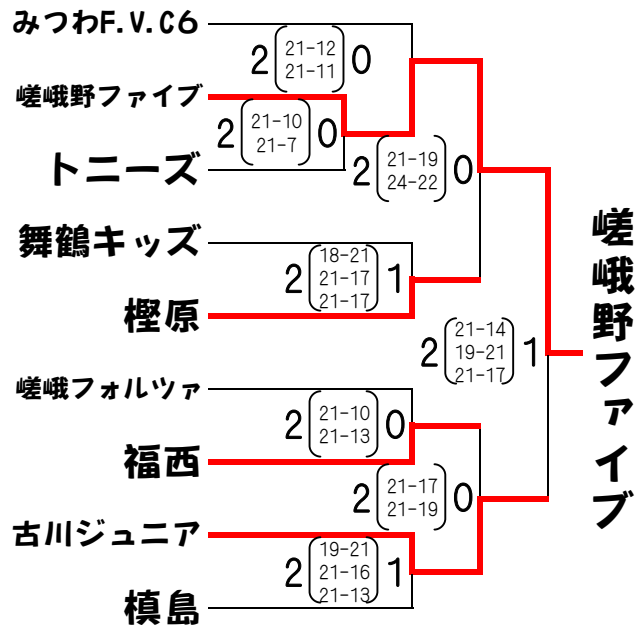 みつわF.V.C6
2 21-12 0
21-11
嵯峨野ファイブ
2 21-10 0
21-7
トニーズ
2 21-19 0
24-22
舞鶴キッズ
18-21
2 21-17 1
21-17
樫原
嵯峨野ファイブ
21-14
2 19-21 1
21-17
嵯峨フォルツァ
2 21-10 0
21-13
福西
2 21-17 0
21-19
古川ジュニア
19-21
2 21-16 1
21-13
槙島